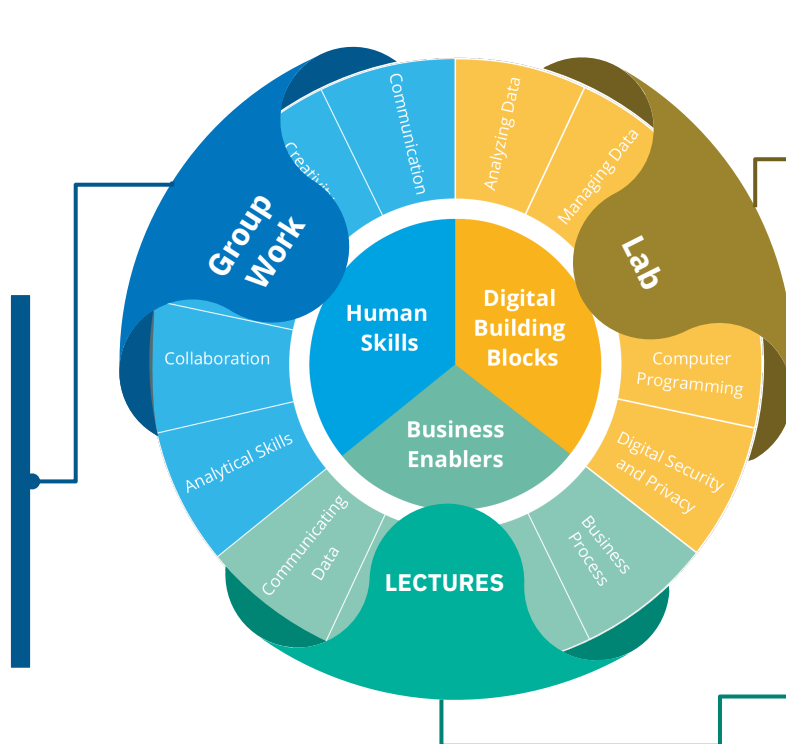 Communication
Analyzing Data
Managing Data
Group
Work
Lab
Human
Skills
Digital
Building
Blocks
Collaboration
Computer
Programming
Business
Enablers
Analytical Skills
Digital Security
and Privacy
Communicating
Data
Business
Process
LECTURES